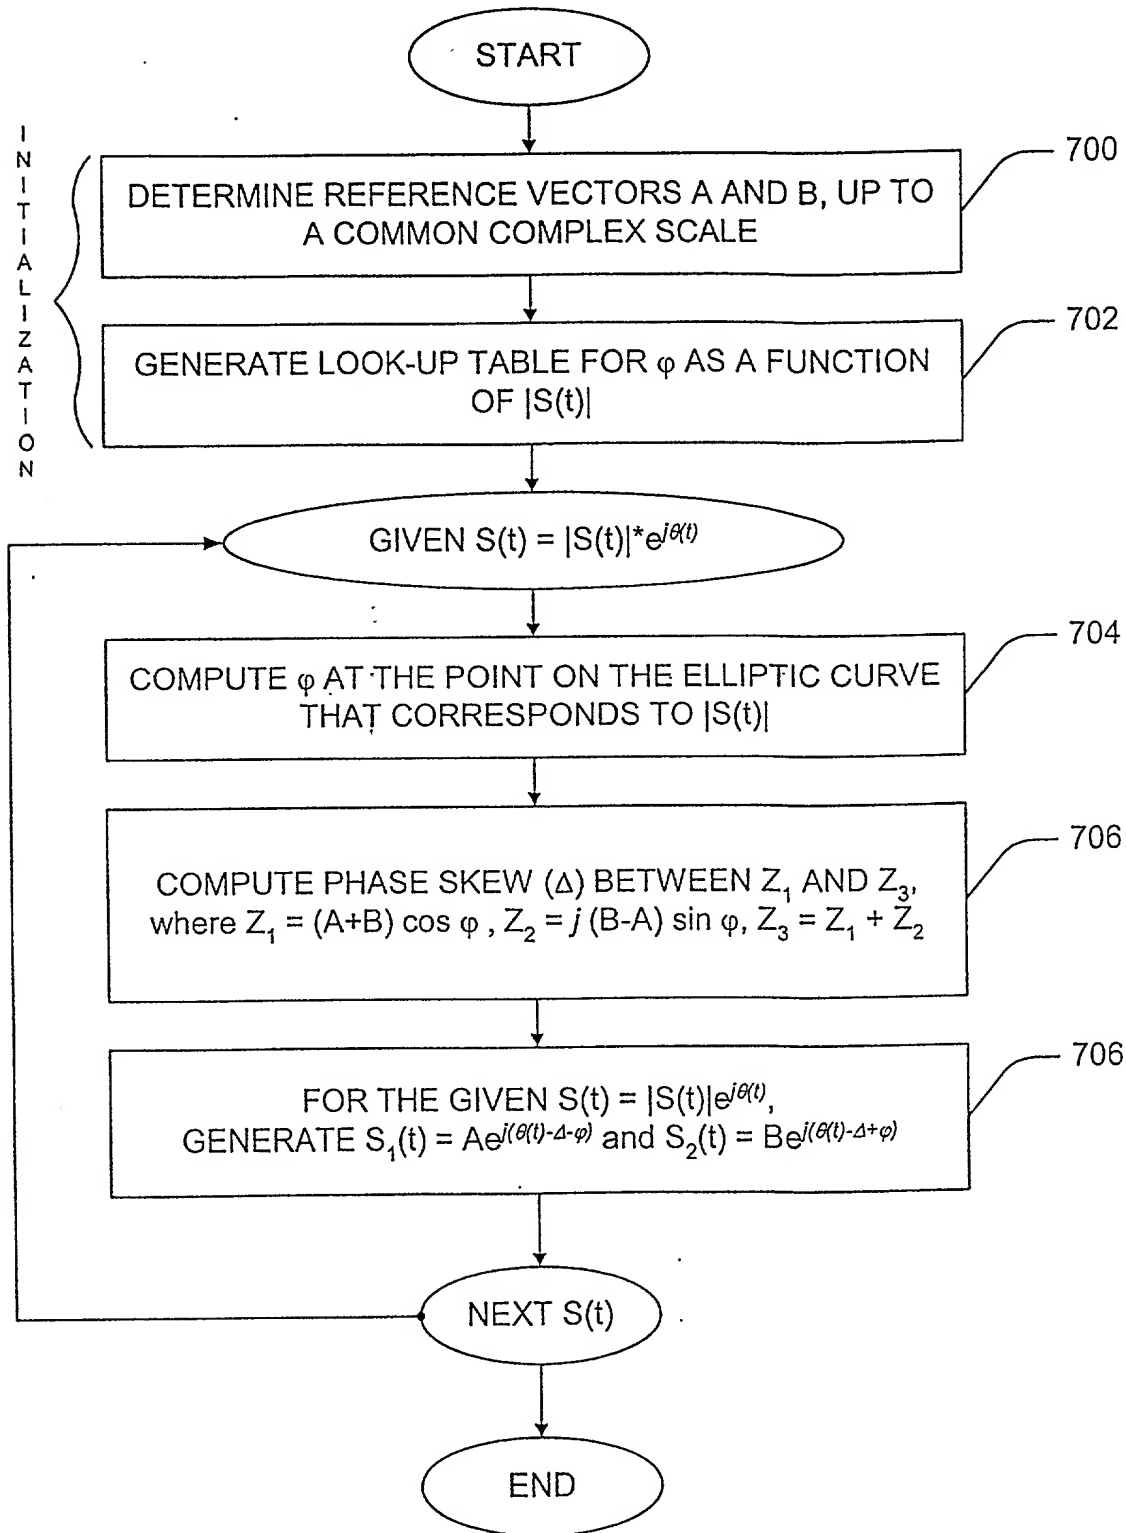 START
INITIALIZATION
700
DETERMINE REFERENCE VECTORS A AND B, UP TO
A COMMON COMPLEX SCALE
702
GENERATE LOOK-UP TABLE FOR φ AS A FUNCTION
OF |S(t)|
GIVEN S(t) = |S(t)|*e^{jθ(t)}
704
COMPUTE φ AT THE POINT ON THE ELLIPTIC CURVE
THAT CORRESPONDS TO |S(t)|
706
COMPUTE PHASE SKEW (Δ) BETWEEN Z₁ AND Z₃,
where Z₁ = (A+B) cos φ , Z₂ = j (B-A) sin φ, Z₃ = Z₁ + Z₂
706
FOR THE GIVEN S(t) = |S(t)|e^{jθ(t)},
GENERATE S₁(t) = Ae^{j(θ(t)-Δ-φ)} and S₂(t) = Be^{j(θ(t)-Δ+φ)}
NEXT S(t)
END